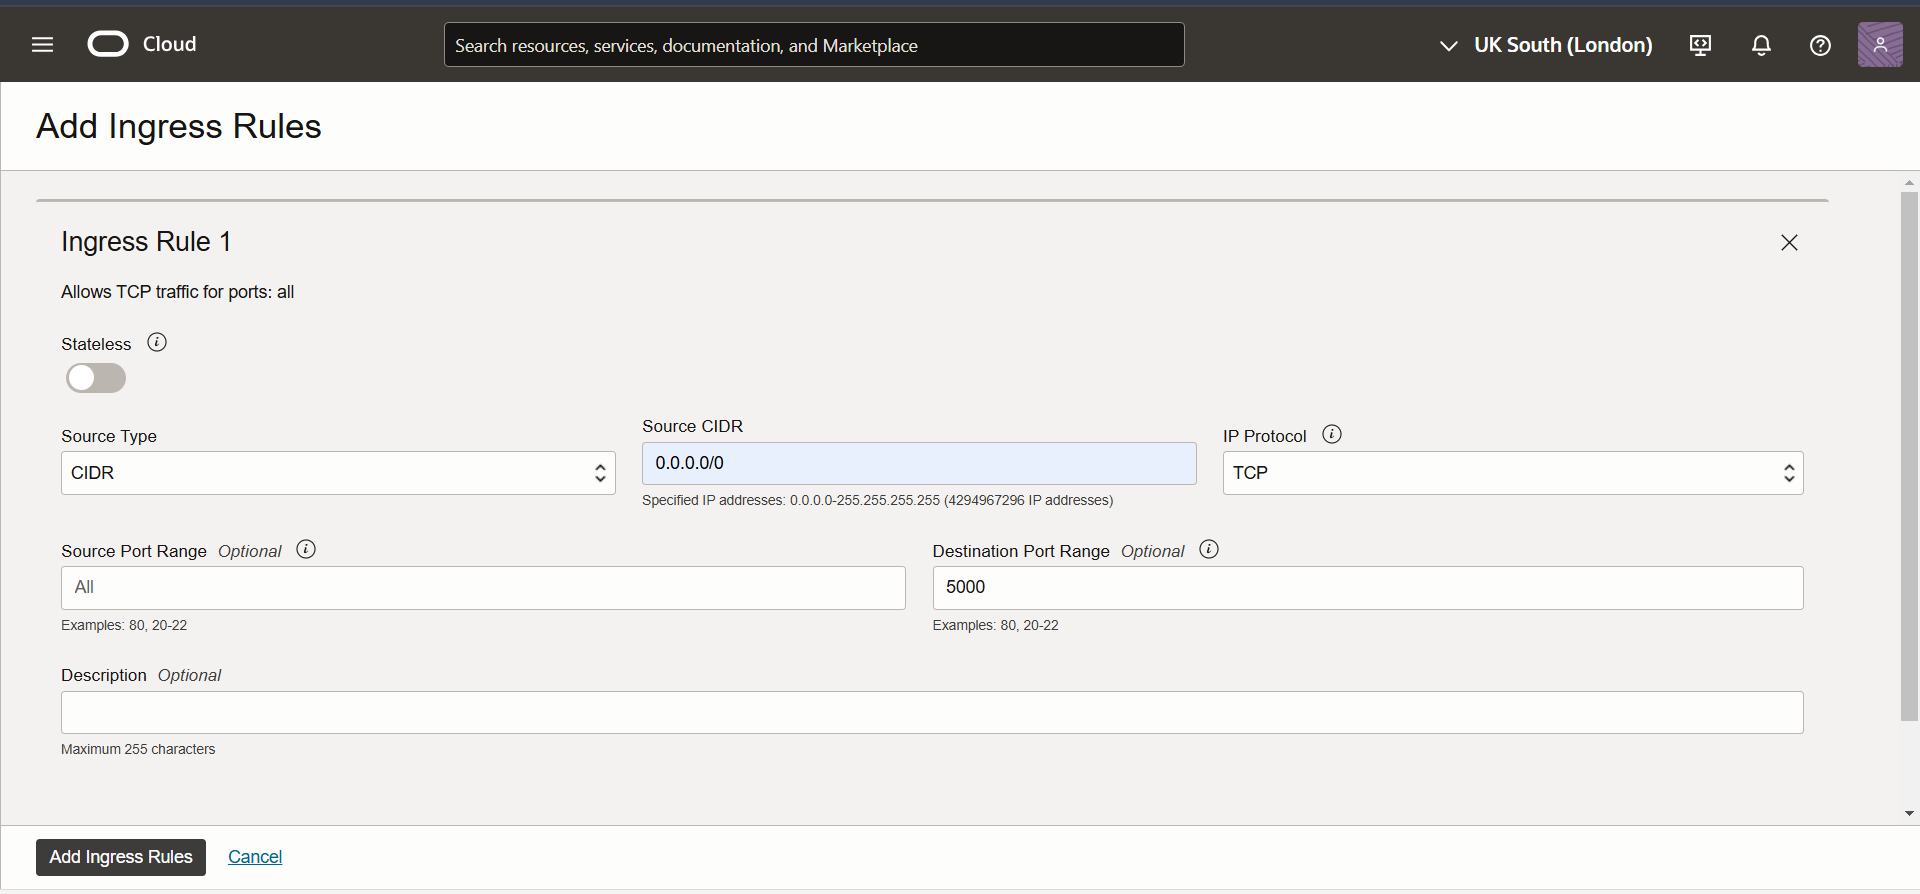 Cloud
Search resources, services, documentation, and Marketplace
UK South (London)
Add Ingress Rules
Ingress Rule 1
Allows TCP traffic for ports: all
Stateless
Source Type
CIDR
Source CIDR
0.0.0.0/0
Specified IP addresses: 0.0.0.0-255.255.255.255 (4294967296 IP addresses)
IP Protocol
TCP
Source Port Range Optional
All
Examples: 80, 20-22
Destination Port Range Optional
5000
Examples: 80, 20-22
Description Optional
Maximum 255 characters
Add Ingress Rules
Cancel